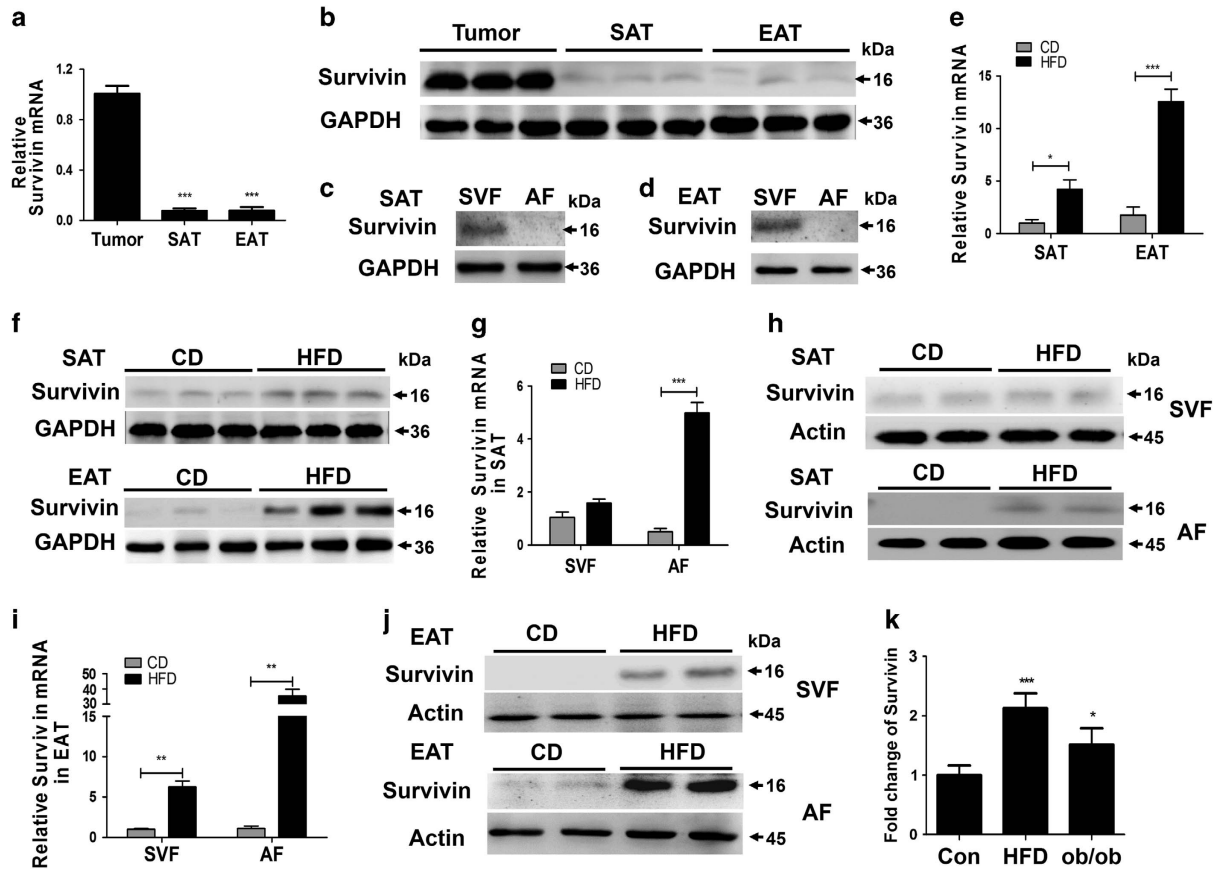 a
Relative
Survivin mRNA
1.2
0.8
0.4
0.0
***
***
Tumor SAT EAT
b
Tumor SAT EAT
kDa
Survivin 16
GAPDH 36
c
SAT SVF AF kDa
Survivin 16
GAPDH 36
d
EAT SVF AF kDa
Survivin 16
GAPDH 36
e
CD
HFD
Relative Surviv in mRNA
15
10
5
0
*
***
SAT EAT
f
SAT CD HFD kDa
Survivin 16
GAPDH 36
EAT CD HFD
Survivin 16
GAPDH 36
g
Relative Survivin mRNA
in SAT
CD
HFD
6
4
2
0
***
SVF AF
h
SAT CD HFD kDa
Survivin 16
SVF
Actin 45
SAT CD HFD
Survivin 16
AF
Actin 45
i
Relative Surviv in mRNA
in EAT
CD
HFD
50
40
30
15
10
5
0
**
**
SVF AF
j
EAT CD HFD kDa
Survivin 16
SVF
Actin 45
EAT CD HFD
Survivin 16
AF
Actin 45
k
Fold change of Survivin
3
2
1
0
***
*
Con HFD ob/ob